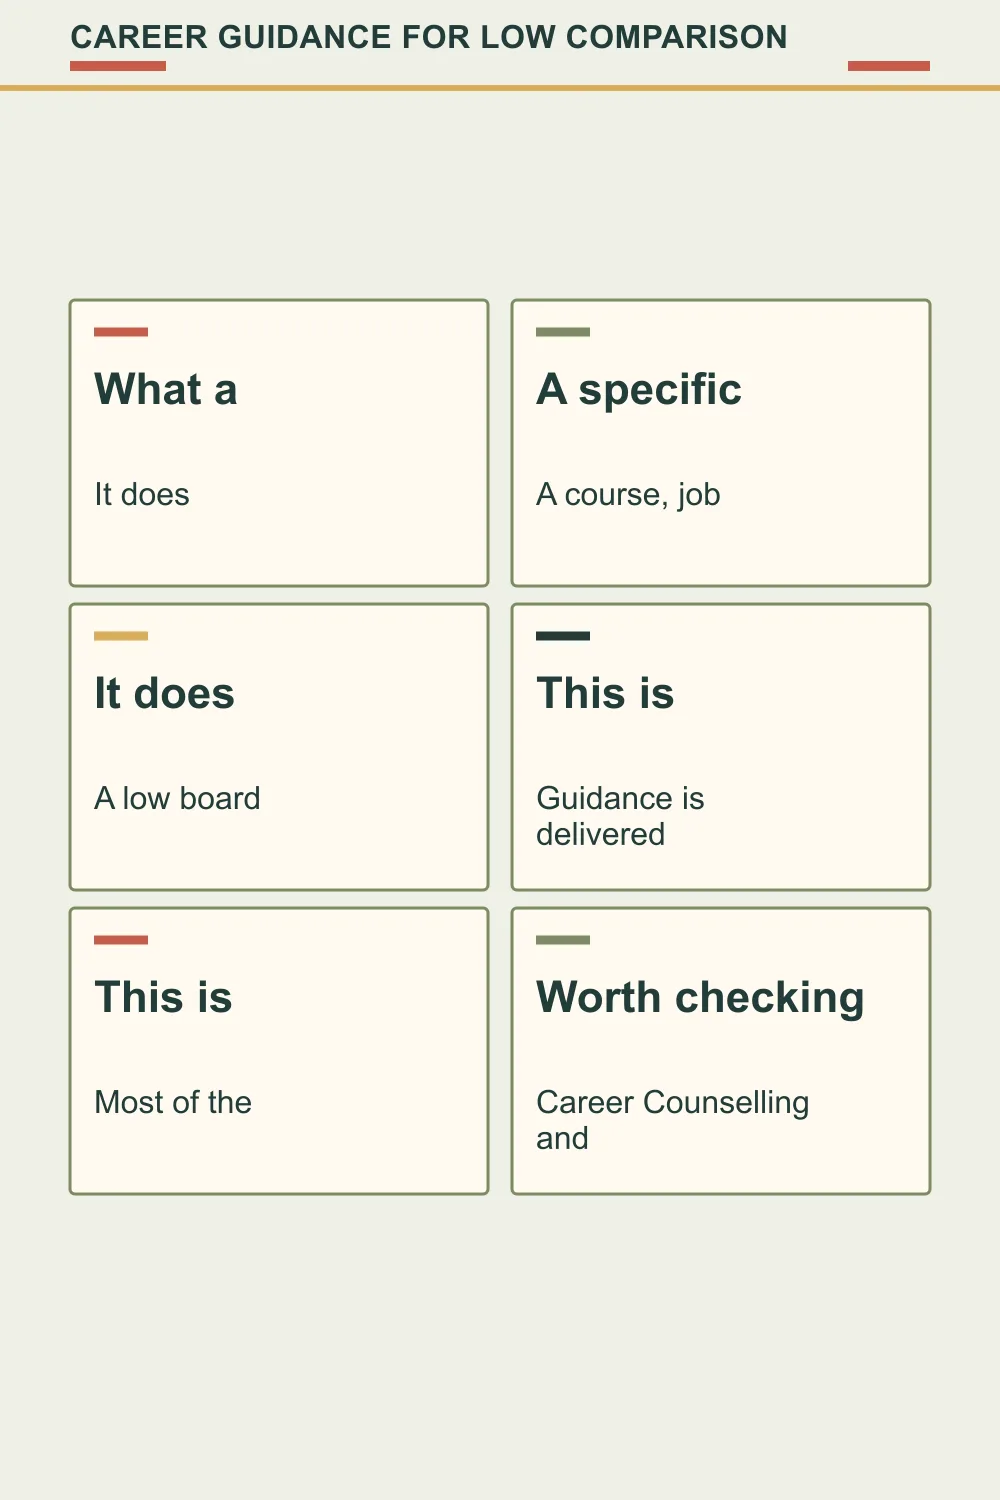 CAREER GUIDANCE FOR LOW COMPARISON
What a
It does
A specific
A course, job
It does
A low board
This is
Guidance is
delivered
This is
Most of the
Worth checking
Career Counselling
and